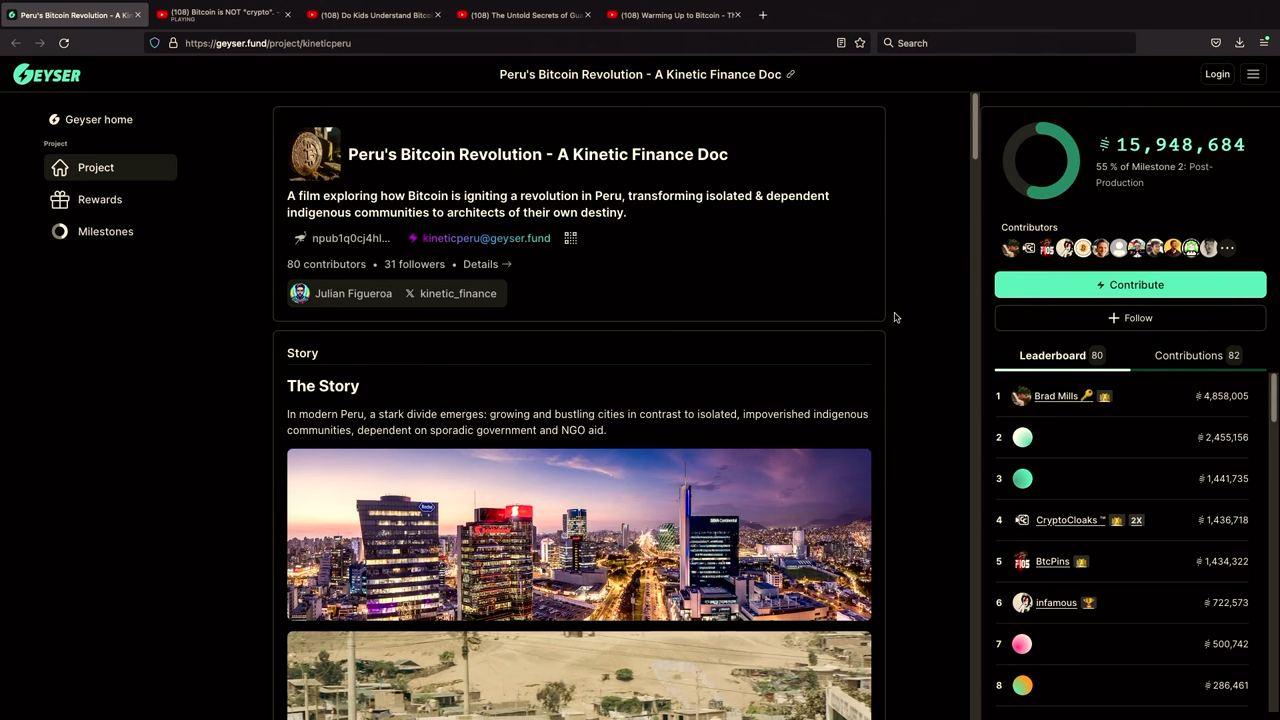 Peru's Bitcoin Revolution - A Kin
(108) Bitcoin is NOT "crypto". -
PLAYING
(108) Do Kids Understand Bitcoi
(108) The Untold Secrets of Gua
(108) Warming Up to Bitcoin - Th
https://geyser.fund/project/kineticperu
Search
GEYSER
Peru's Bitcoin Revolution - A Kinetic Finance Doc
Login
Geyser home
Project
Project
Rewards
Milestones
Peru's Bitcoin Revolution - A Kinetic Finance Doc
A film exploring how Bitcoin is igniting a revolution in Peru, transforming isolated & dependent
indigenous communities to architects of their own destiny.
npub1q0cj4hl... kineticperu@geyser.fund
80 contributors • 31 followers • Details →
Julian Figueroa 𝕏 kinetic_finance
Story
The Story
In modern Peru, a stark divide emerges: growing and bustling cities in contrast to isolated, impoverished indigenous
communities, dependent on sporadic government and NGO aid.
15,948,684
55 % of Milestone 2: Post-
Production
Contributors
Contribute
Follow
Leaderboard 80
Contributions 82
1 Brad Mills 4,858,005
2 2,455,156
3 1,441,735
4 CryptoCloaks ™ 2X 1,436,718
5 BtcPins 1,434,322
6 infamous 722,573
7 500,742
8 286,461